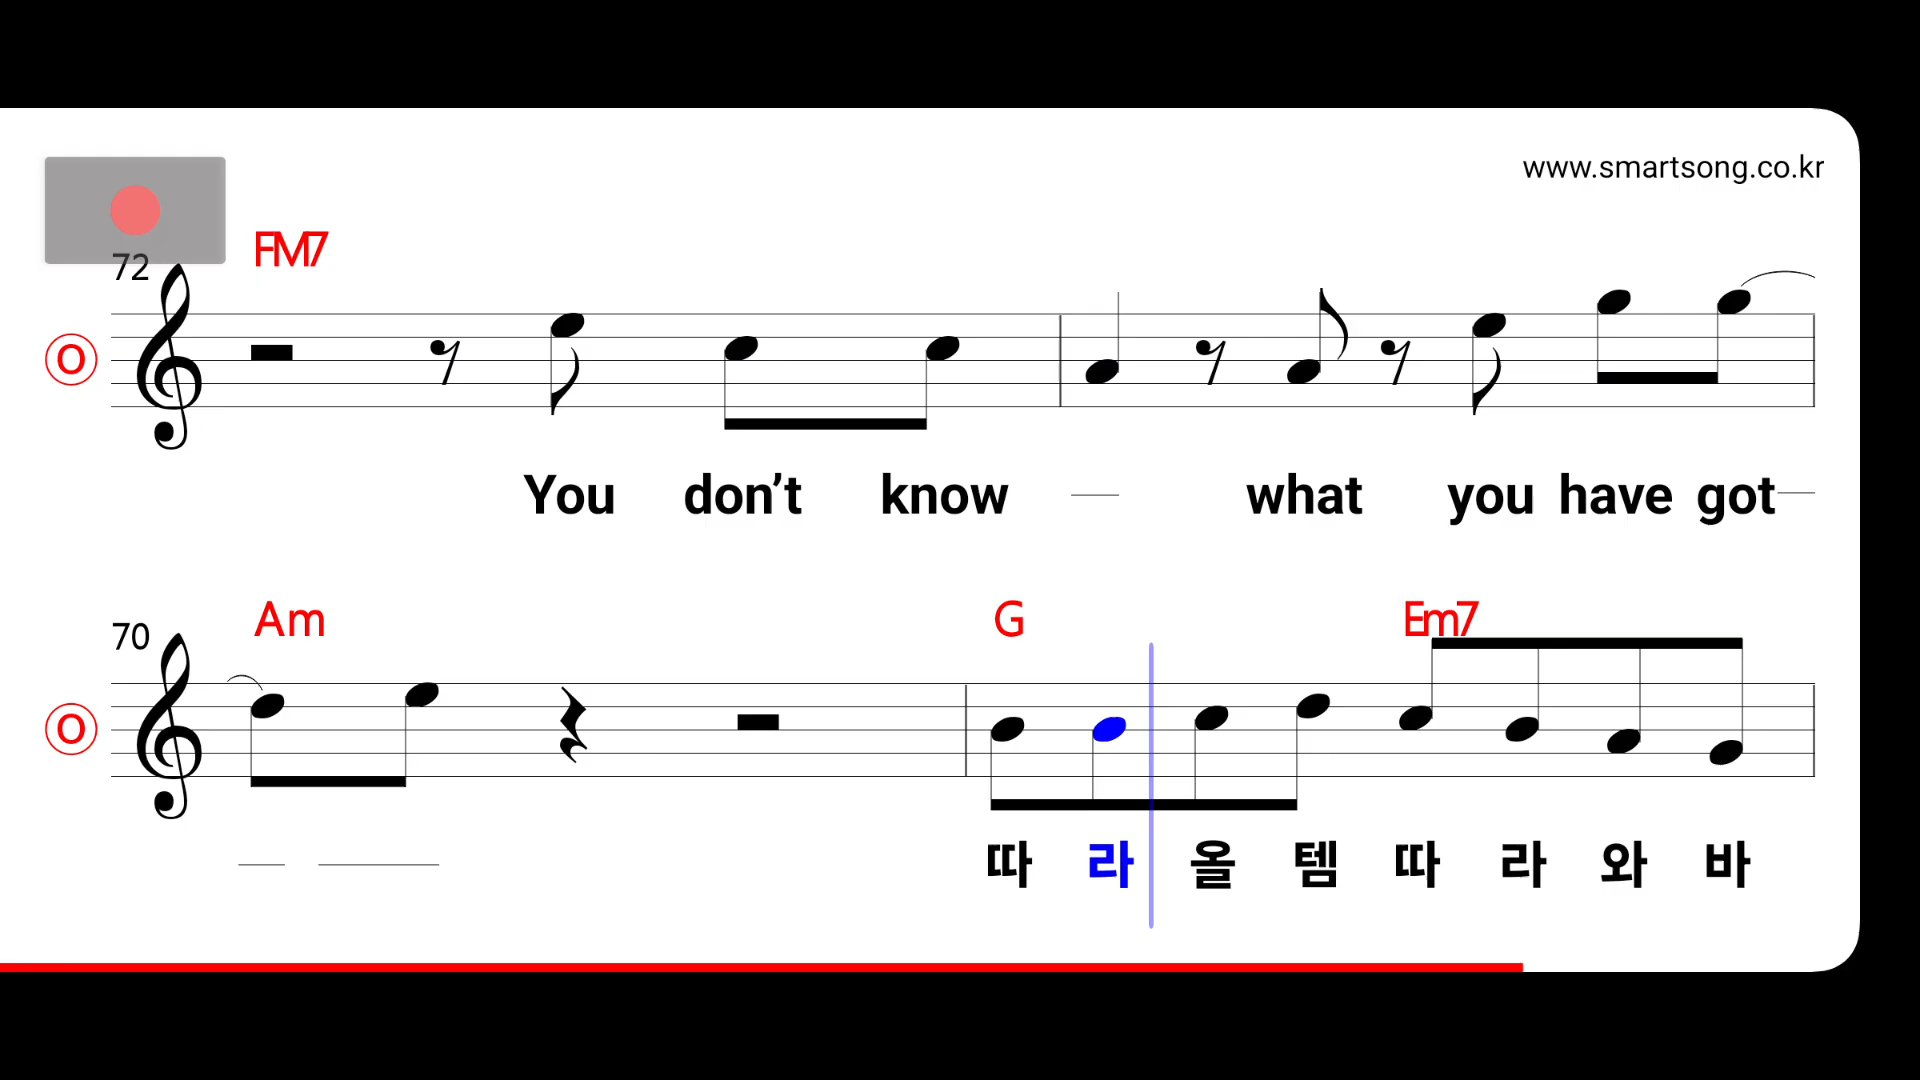 www.smartsong.co.kr
72 FM7
O
You don't know what you have got
70 Am G Em7
O
따 라 올 템 따 라 와 바